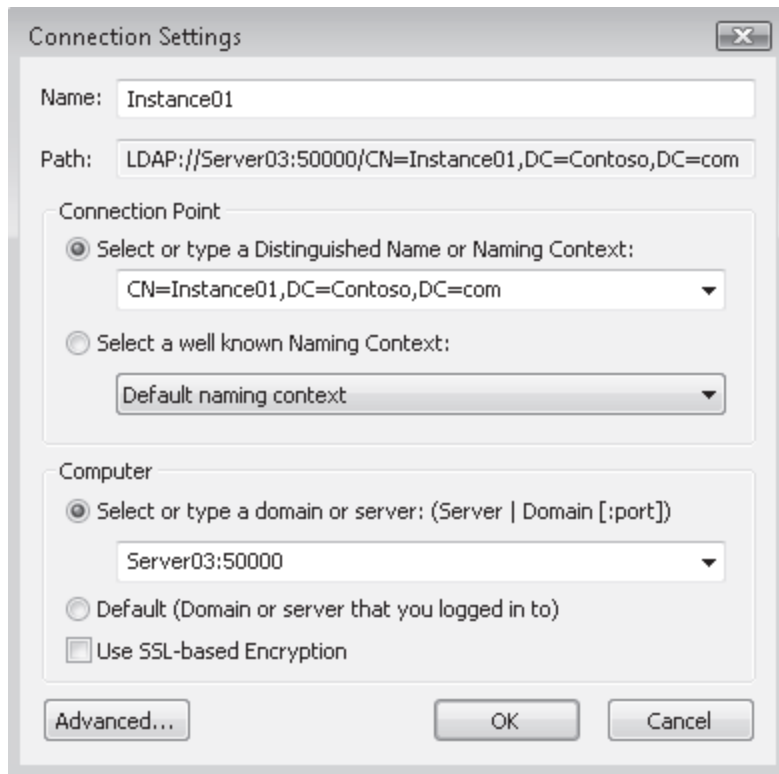 Connection Settings
Name: Instance01
Path: LDAP://Server03:50000/CN=Instance01,DC=Contoso,DC=com
Connection Point
Select or type a Distinguished Name or Naming Context:
CN=Instance01,DC=Contoso,DC=com
Select a well known Naming Context:
Default naming context
Computer
Select or type a domain or server: (Server | Domain [:port])
Server03:50000
Default (Domain or server that you logged in to)
Use SSL-based Encryption
Advanced... OK Cancel